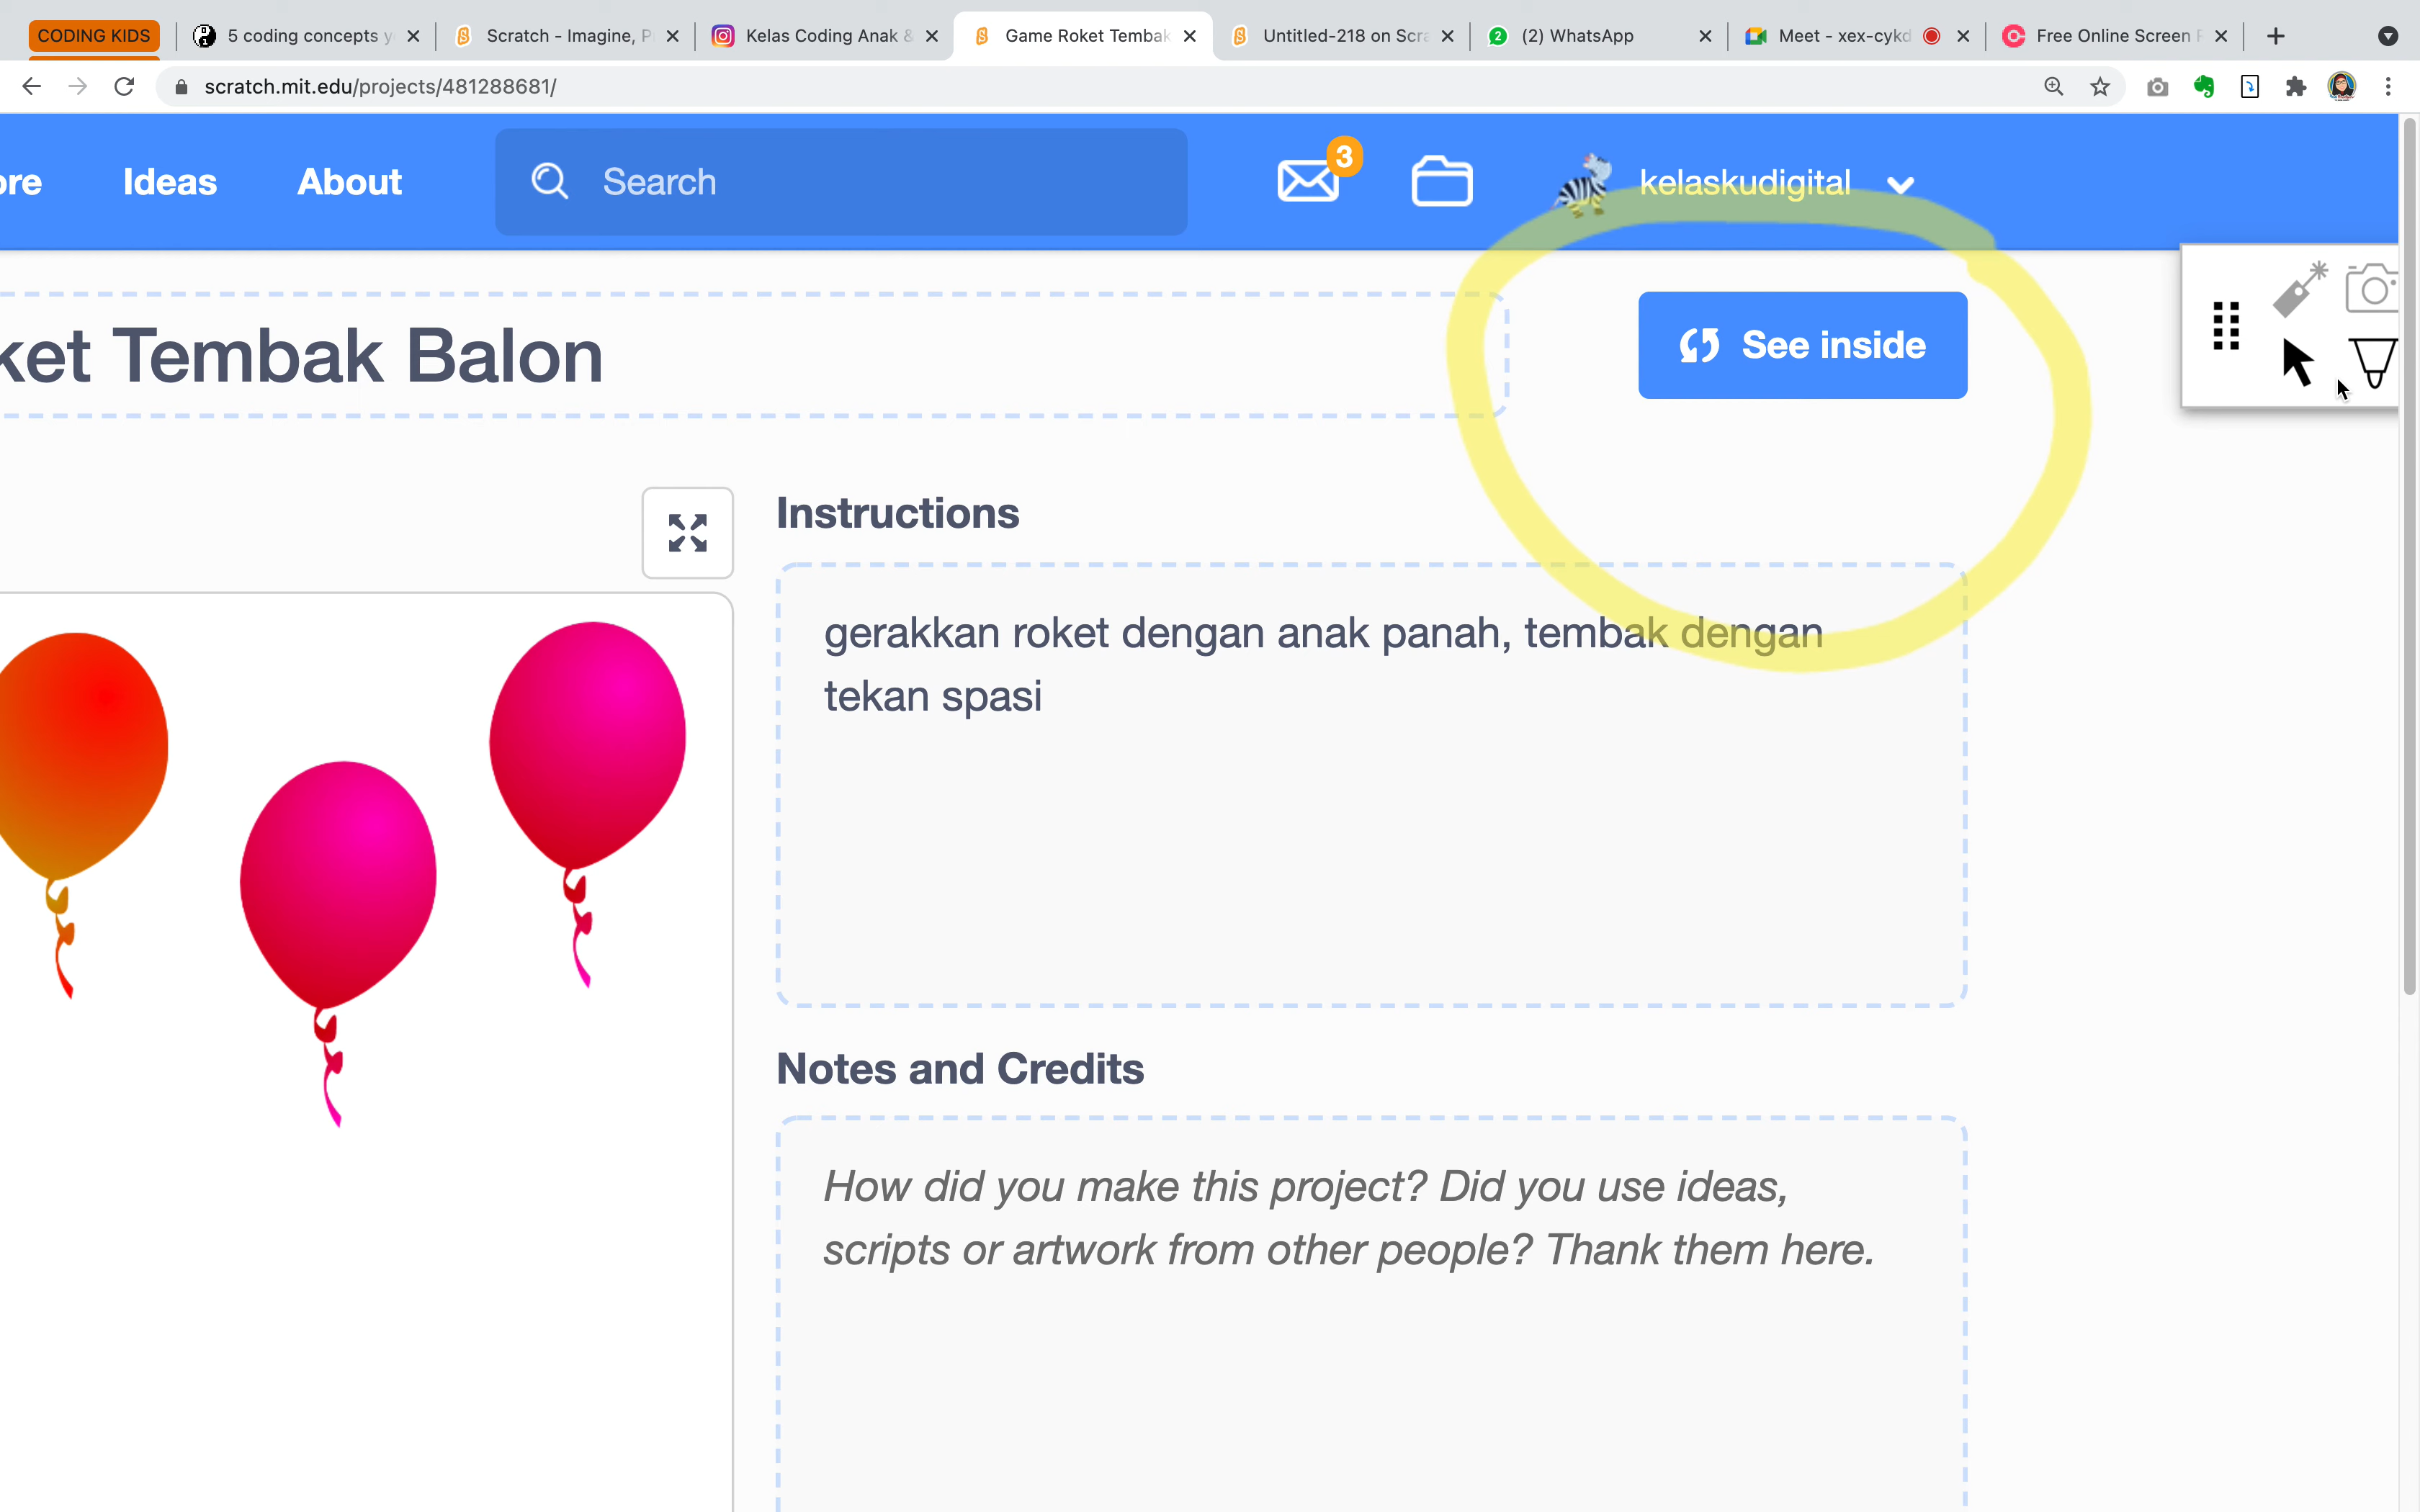 CODING KIDS
5 coding concepts y
Scratch - Imagine, P
Kelas Coding Anak &
Game Roket Tembak
Untitled-218 on Scra
2
(2) WhatsApp
Meet - xex-cykd
Free Online Screen R
scratch.mit.edu/projects/481288681/
ore
Ideas
About
Search
3
kelaskudigital
ket Tembak Balon
See inside
Instructions
gerakkan roket dengan anak panah, tembak dengan
tekan spasi
Notes and Credits
How did you make this project? Did you use ideas,
scripts or artwork from other people? Thank them here.